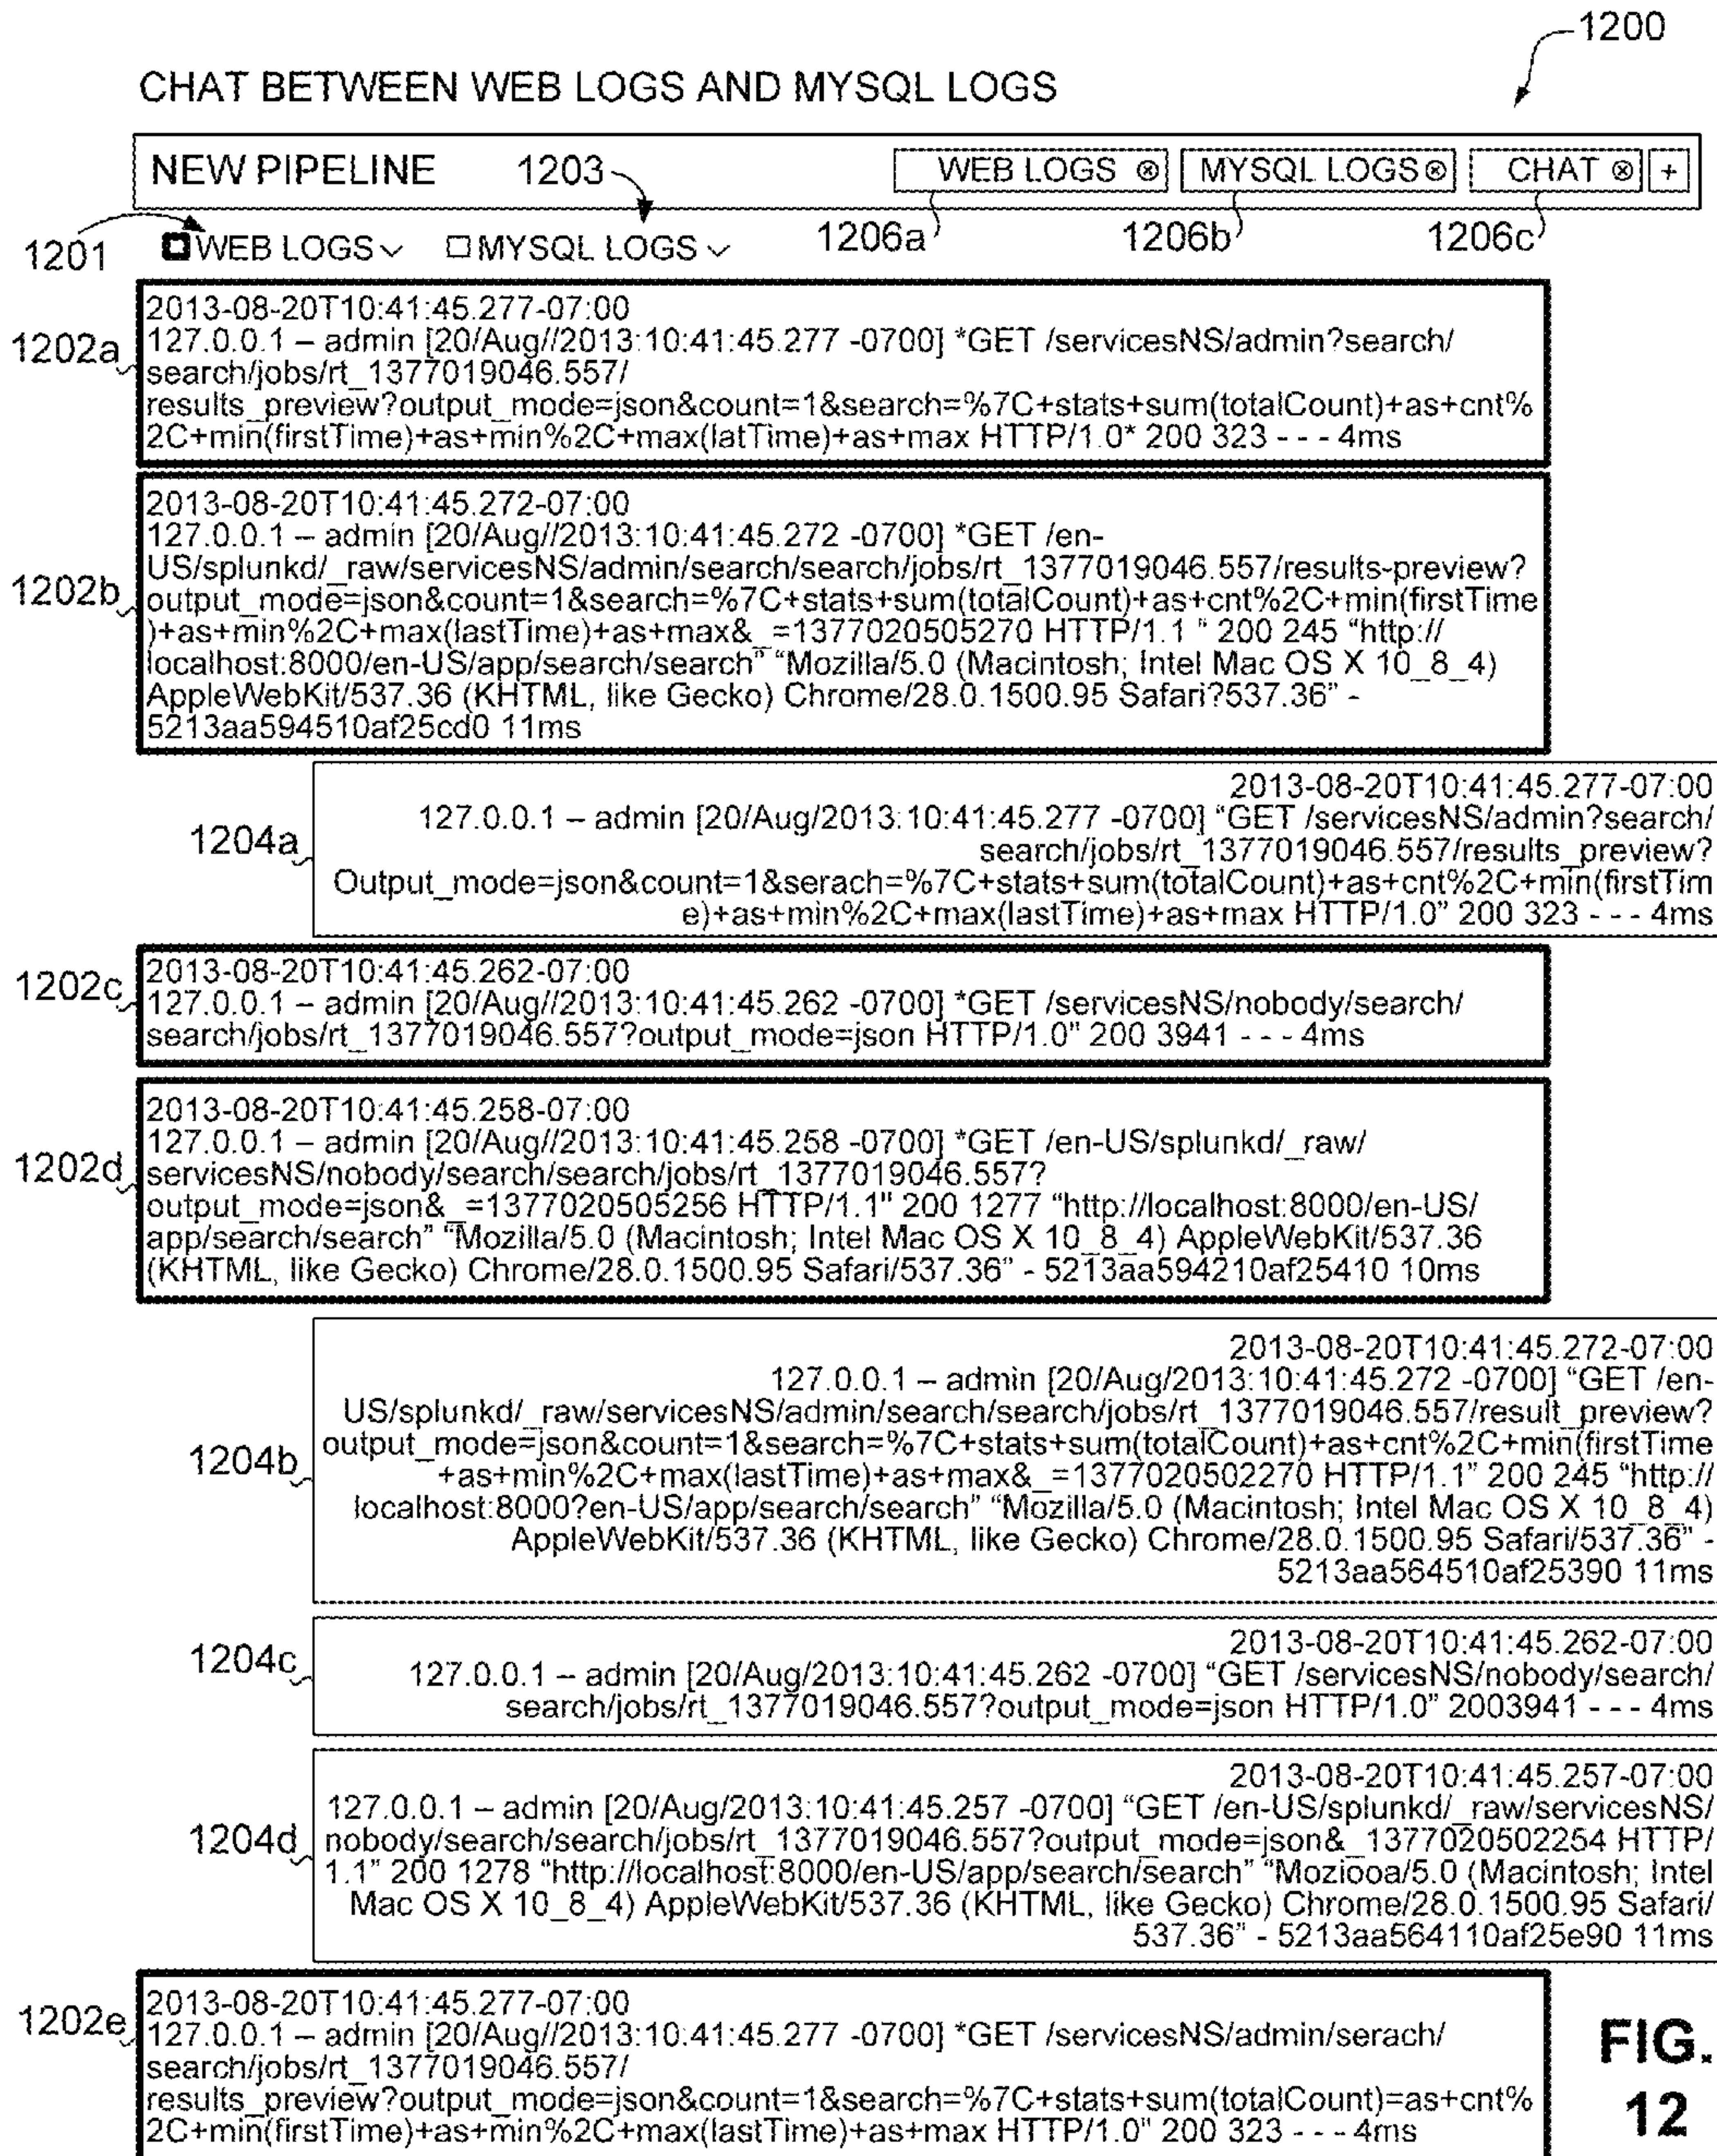 1200
CHAT BETWEEN WEB LOGS AND MYSQL LOGS
NEW PIPELINE 1203 WEB LOGS ⊗ MYSQL LOGS⊗ CHAT ⊗ +
1201 WEB LOGS MYSQL LOGS 1206a 1206b 1206c
1202a
2013-08-20T10:41:45.277-07:00
127.0.0.1 – admin [20/Aug//2013:10:41:45.277 -0700] *GET /servicesNS/admin?search/
search/jobs/rt_1377019046.557/
results_preview?output_mode=json&count=1&search=%7C+stats+sum(totalCount)+as+cnt%
2C+min(firstTime)+as+min%2C+max(latTime)+as+max HTTP/1.0* 200 323 - - - 4ms
1202b
2013-08-20T10:41:45.272-07:00
127.0.0.1 – admin [20/Aug//2013:10:41:45.272 -0700] *GET /en-
US/splunkd/_raw/servicesNS/admin/search/search/jobs/rt_1377019046.557/results-preview?
output_mode=json&count=1&search=%7C+stats+sum(totalCount)+as+cnt%2C+min(firstTime
)+as+min%2C+max(lastTime)+as+max&_=1377020505270 HTTP/1.1 " 200 245 “http://
localhost:8000/en-US/app/search/search” “Mozilla/5.0 (Macintosh; Intel Mac OS X 10_8_4)
AppleWebKit/537.36 (KHTML, like Gecko) Chrome/28.0.1500.95 Safari?537.36” -
5213aa594510af25cd0 11ms
1204a
2013-08-20T10:41:45.277-07:00
127.0.0.1 – admin [20/Aug/2013:10:41:45.277 -0700] “GET /servicesNS/admin?search/
search/jobs/rt_1377019046.557/results_preview?
Output_mode=json&count=1&serach=%7C+stats+sum(totalCount)+as+cnt%2C+min(firstTim
e)+as+min%2C+max(lastTime)+as+max HTTP/1.0” 200 323 - - - 4ms
1202c
2013-08-20T10:41:45.262-07:00
127.0.0.1 – admin [20/Aug//2013:10:41:45.262 -0700] *GET /servicesNS/nobody/search/
search/jobs/rt_1377019046.557?output_mode=json HTTP/1.0" 200 3941 - - - 4ms
1202d
2013-08-20T10:41:45.258-07:00
127.0.0.1 – admin [20/Aug//2013:10:41:45.258 -0700] *GET /en-US/splunkd/_raw/
servicesNS/nobody/search/search/jobs/rt_1377019046.557?
output_mode=json&_=1377020505256 HTTP/1.1" 200 1277 “http://localhost:8000/en-US/
app/search/search” “Mozilla/5.0 (Macintosh; Intel Mac OS X 10_8_4) AppleWebKit/537.36
(KHTML, like Gecko) Chrome/28.0.1500.95 Safari/537.36” - 5213aa594210af25410 10ms
1204b
2013-08-20T10:41:45.272-07:00
127.0.0.1 – admin [20/Aug/2013:10:41:45.272 -0700] “GET /en-
US/splunkd/_raw/servicesNS/admin/search/search/jobs/rt_1377019046.557/result_preview?
output_mode=json&count=1&search=%7C+stats+sum(totalCount)+as+cnt%2C+min(firstTime
+as+min%2C+max(lastTime)+as+max&_=1377020502270 HTTP/1.1” 200 245 “http://
localhost:8000?en-US/app/search/search” “Mozilla/5.0 (Macintosh; Intel Mac OS X 10_8_4)
AppleWebKit/537.36 (KHTML, like Gecko) Chrome/28.0.1500.95 Safari/537.36” -
5213aa564510af25390 11ms
1204c
2013-08-20T10:41:45.262-07:00
127.0.0.1 – admin [20/Aug/2013:10:41:45.262 -0700] “GET /servicesNS/nobody/search/
search/jobs/rt_1377019046.557?output_mode=json HTTP/1.0” 2003941 - - - 4ms
1204d
2013-08-20T10:41:45.257-07:00
127.0.0.1 – admin [20/Aug/2013:10:41:45.257 -0700] “GET /en-US/splunkd/_raw/servicesNS/
nobody/search/search/jobs/rt_1377019046.557?output_mode=json&_1377020502254 HTTP/
1.1” 200 1278 “http://localhost:8000/en-US/app/search/search” “Moziooa/5.0 (Macintosh; Intel
Mac OS X 10_8_4) AppleWebKit/537.36 (KHTML, like Gecko) Chrome/28.0.1500.95 Safari/
537.36” - 5213aa564110af25e90 11ms
1202e
2013-08-20T10:41:45.277-07:00
127.0.0.1 – admin [20/Aug//2013:10:41:45.277 -0700] *GET /servicesNS/admin/serach/
search/jobs/rt_1377019046.557/
results_preview?output_mode=json&count=1&search=%7C+stats+sum(totalCount)=as+cnt%
2C+min(firstTime)+as+min%2C+max(lastTime)+as+max HTTP/1.0" 200 323 - - - 4ms
FIG.
12